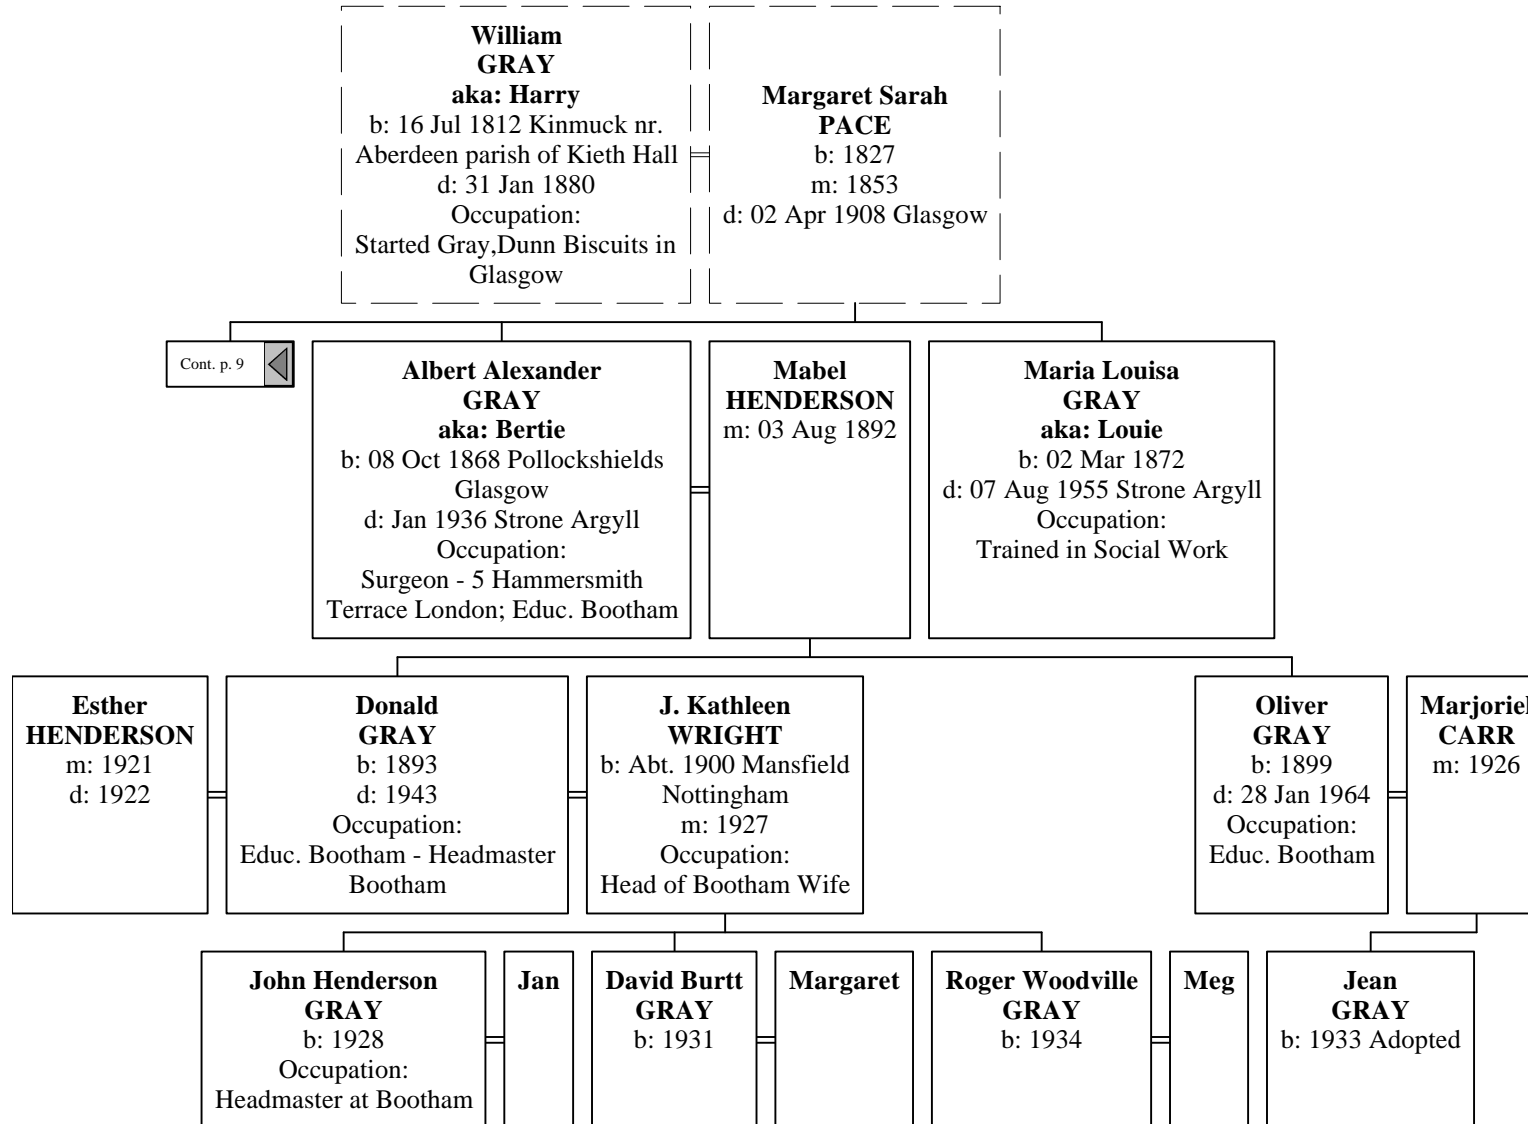 William
GRAY
aka: Harry
b: 16 Jul 1812 Kinmuck nr.
Aberdeen parish of Kieth Hall
d: 31 Jan 1880
Occupation:
Started Gray,Dunn Biscuits in
Glasgow
Margaret Sarah
PACE
b: 1827
m: 1853
d: 02 Apr 1908 Glasgow
Cont. p. 9
Albert Alexander
GRAY
aka: Bertie
b: 08 Oct 1868 Pollockshields
Glasgow
d: Jan 1936 Strone Argyll
Occupation:
Surgeon - 5 Hammersmith
Terrace London; Educ. Bootham
Mabel
HENDERSON
m: 03 Aug 1892
Maria Louisa
GRAY
aka: Louie
b: 02 Mar 1872
d: 07 Aug 1955 Strone Argyll
Occupation:
Trained in Social Work
Esther
HENDERSON
m: 1921
d: 1922
Donald
GRAY
b: 1893
d: 1943
Occupation:
Educ. Bootham - Headmaster
Bootham
J. Kathleen
WRIGHT
b: Abt. 1900 Mansfield
Nottingham
m: 1927
Occupation:
Head of Bootham Wife
Oliver
GRAY
b: 1899
d: 28 Jan 1964
Occupation:
Educ. Bootham
Marjoriel
CARR
m: 1926
John Henderson
GRAY
b: 1928
Occupation:
Headmaster at Bootham
Jan
David Burtt
GRAY
b: 1931
Margaret
Roger Woodville
GRAY
b: 1934
Meg
Jean
GRAY
b: 1933 Adopted